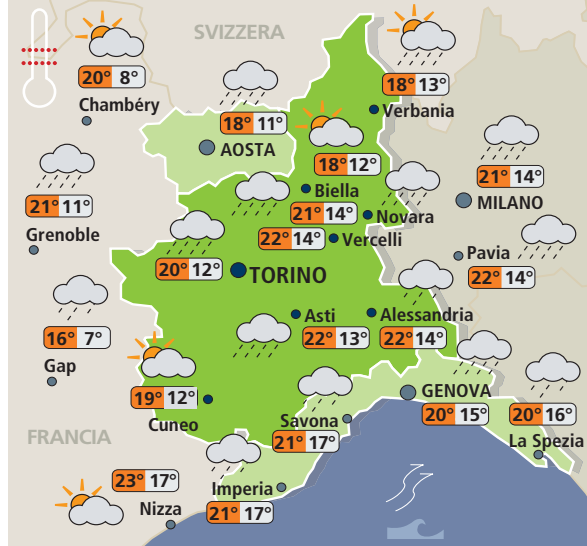 SVIZZERA
20° 8°
Chambéry
18° 13°
Verbania
18° 11°
AOSTA
18° 12°
Biella
21° 14°
MILANO
21° 11°
Grenoble
21° 14°
Novara
22° 14°
Vercelli
20° 12°
TORINO
Pavia
22° 14°
16° 7°
Gap
Asti
22° 13°
Alessandria
22° 14°
19° 12°
Cuneo
GENOVA
20° 15°
20° 16°
La Spezia
Savona
21° 17°
FRANCIA
23° 17°
Nizza
Imperia
21° 17°